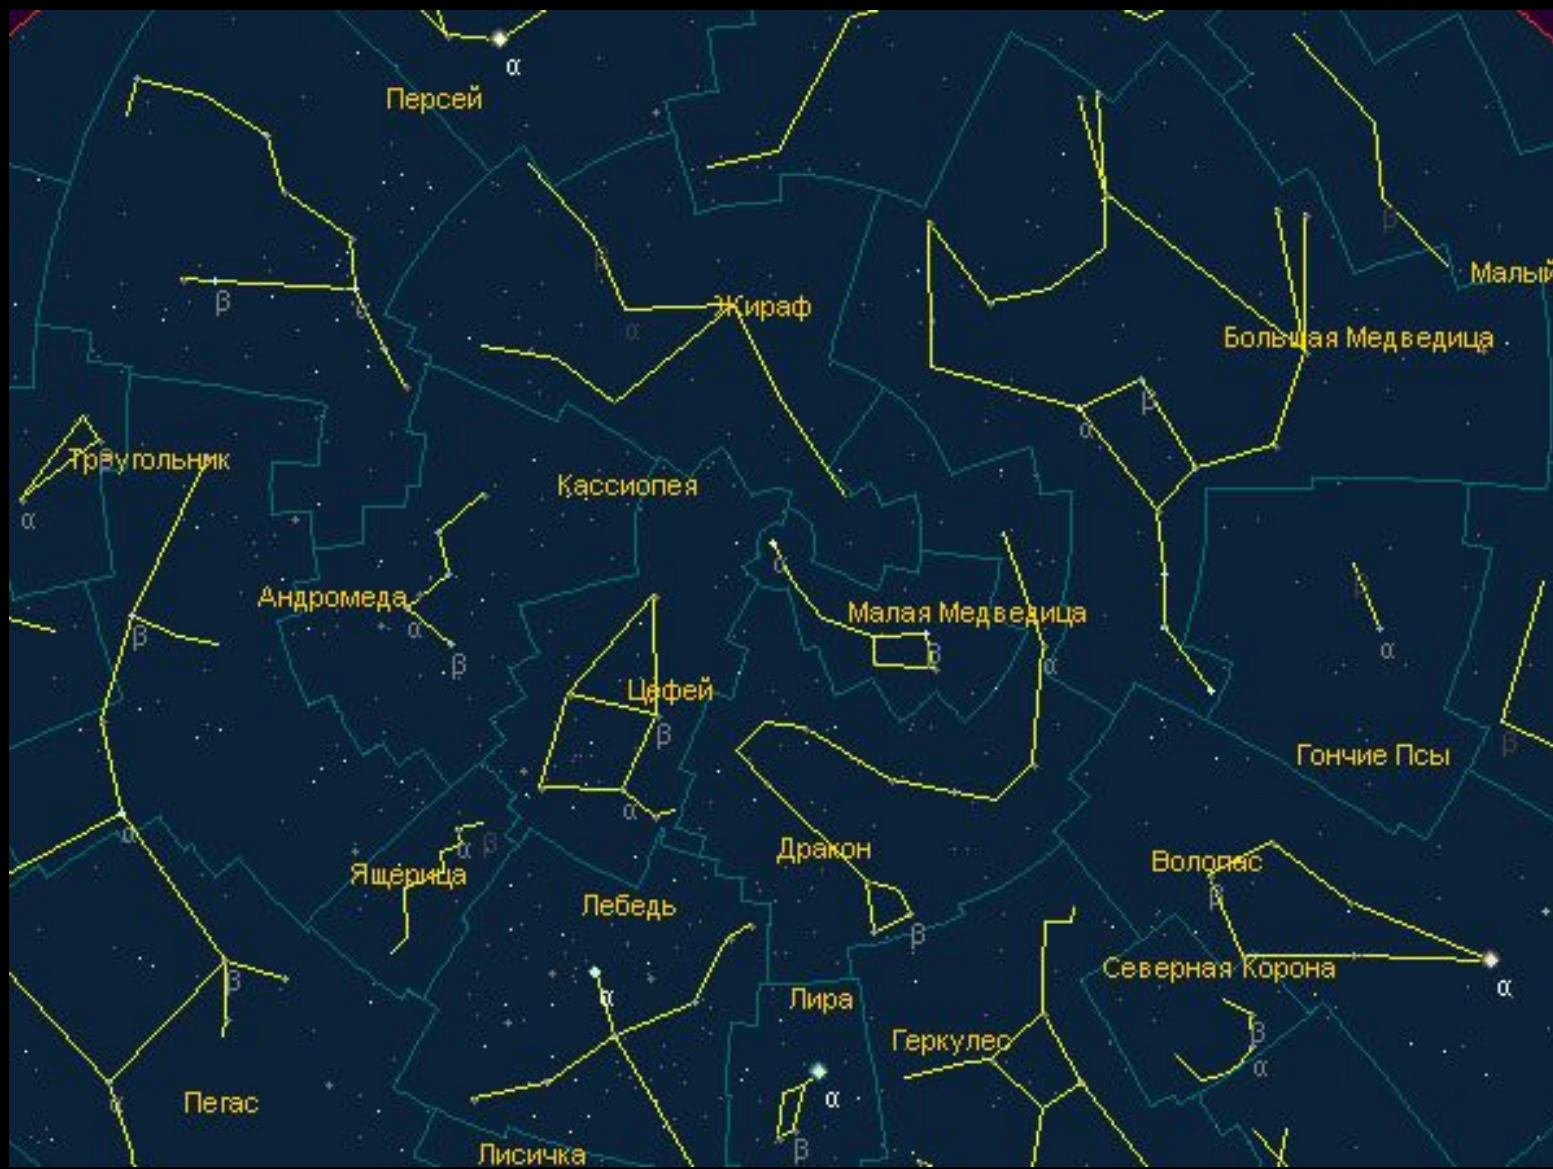 α
Персей
β
Малый
β
α
β
α
Жираф
Большая Медведица
β
α
Треугольник
β
α
Кассиопея
α
Андромеда
α
β
β
Малая Медведица
β
α
β
α
Цефей
β
β
Гончие Псы
α
α
α
β
Ящерица
Дракон
Волопас
β
Лебедь
β
Северная Корона
β
α
Лира
α
Геркулес
β
α
α
Пегас
α
β
Лисичка